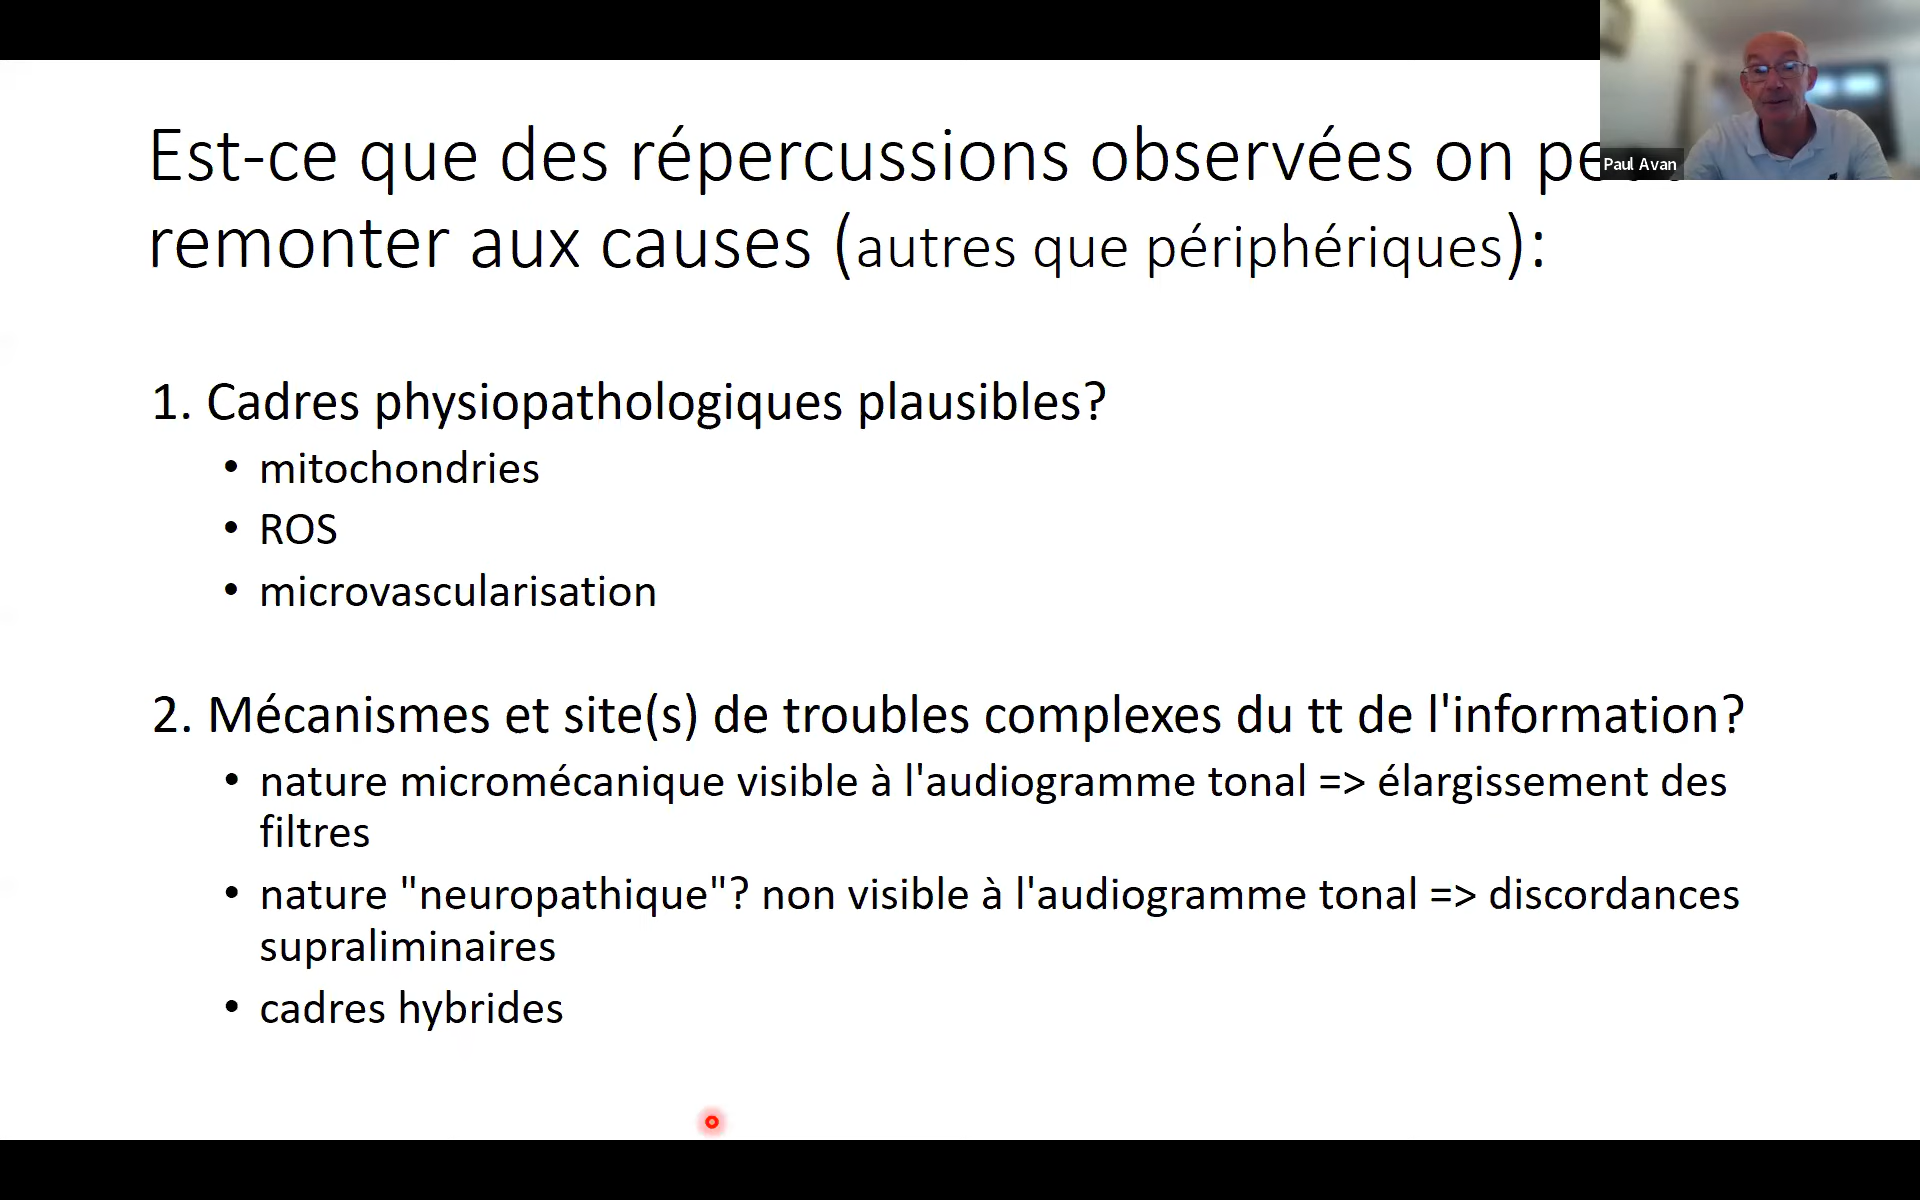 Est-ce que des répercussions observées on
remonter aux causes (autres que périphériques):
Paul Avan
1. Cadres physiopathologiques plausibles?
• mitochondries
• ROS
• microvascularisation
2. Mécanismes et site(s) de troubles complexes du tt de l'information?
• nature micromécanique visible à l'audiogramme tonal => élargissement des
filtres
• nature "neuropathique"? non visible à l'audiogramme tonal => discordances
supraliminaires
• cadres hybrides